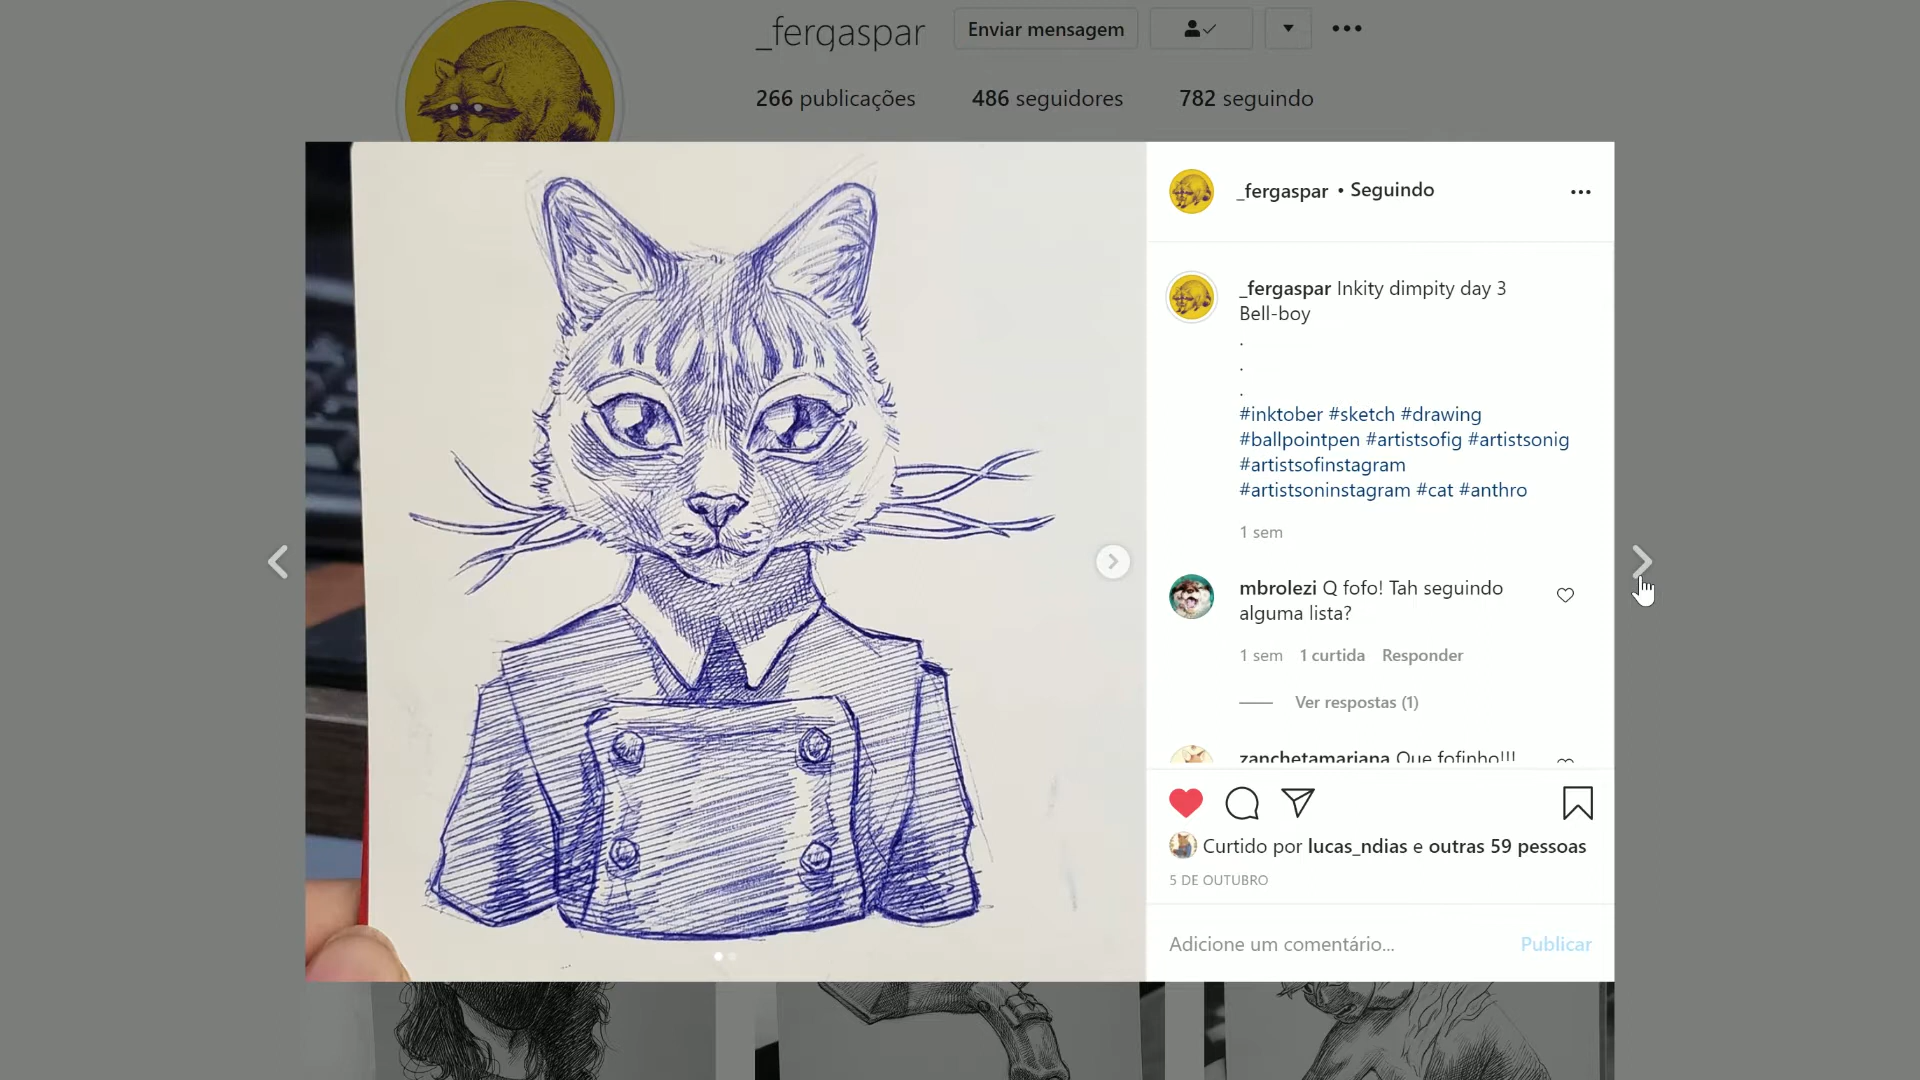 _fergaspar Enviar mensagem
266 publicações 486 seguidores 782 seguindo
_fergaspar • Seguindo
_fergaspar Inkity dimpity day 3
Bell-boy
.
.
.
#inktober #sketch #drawing
#ballpointpen #artistsofig #artistsonig
#artistsofinstagram
#artistsoninstagram #cat #anthro
1 sem
mbrolezi Q fofo! Tah seguindo
alguma lista?
1 sem 1 curtida Responder
Ver respostas (1)
zanchetamariana Que fofinho!!!
Curtido por lucas_ndias e outras 59 pessoas
5 DE OUTUBRO
Adicione um comentário... Publicar